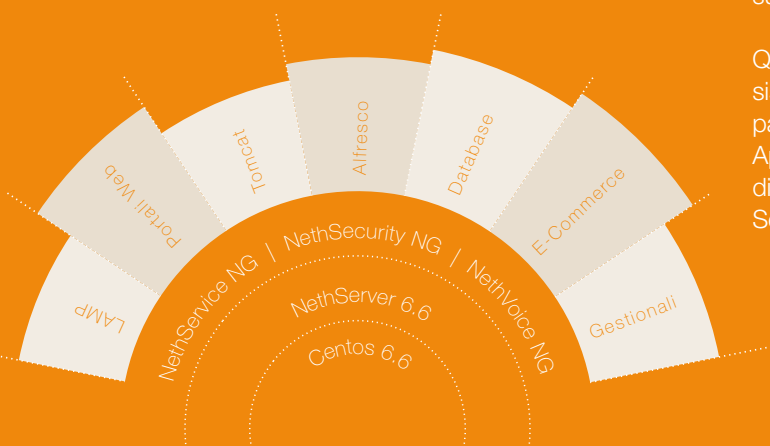 LAMP
Portali Web
Tomcat
Alfresco
Database
E-Commerce
Gestionali
NethService NG | NethSecurity NG | NethVoice NG
NethServer 6.6
Centos 6.6